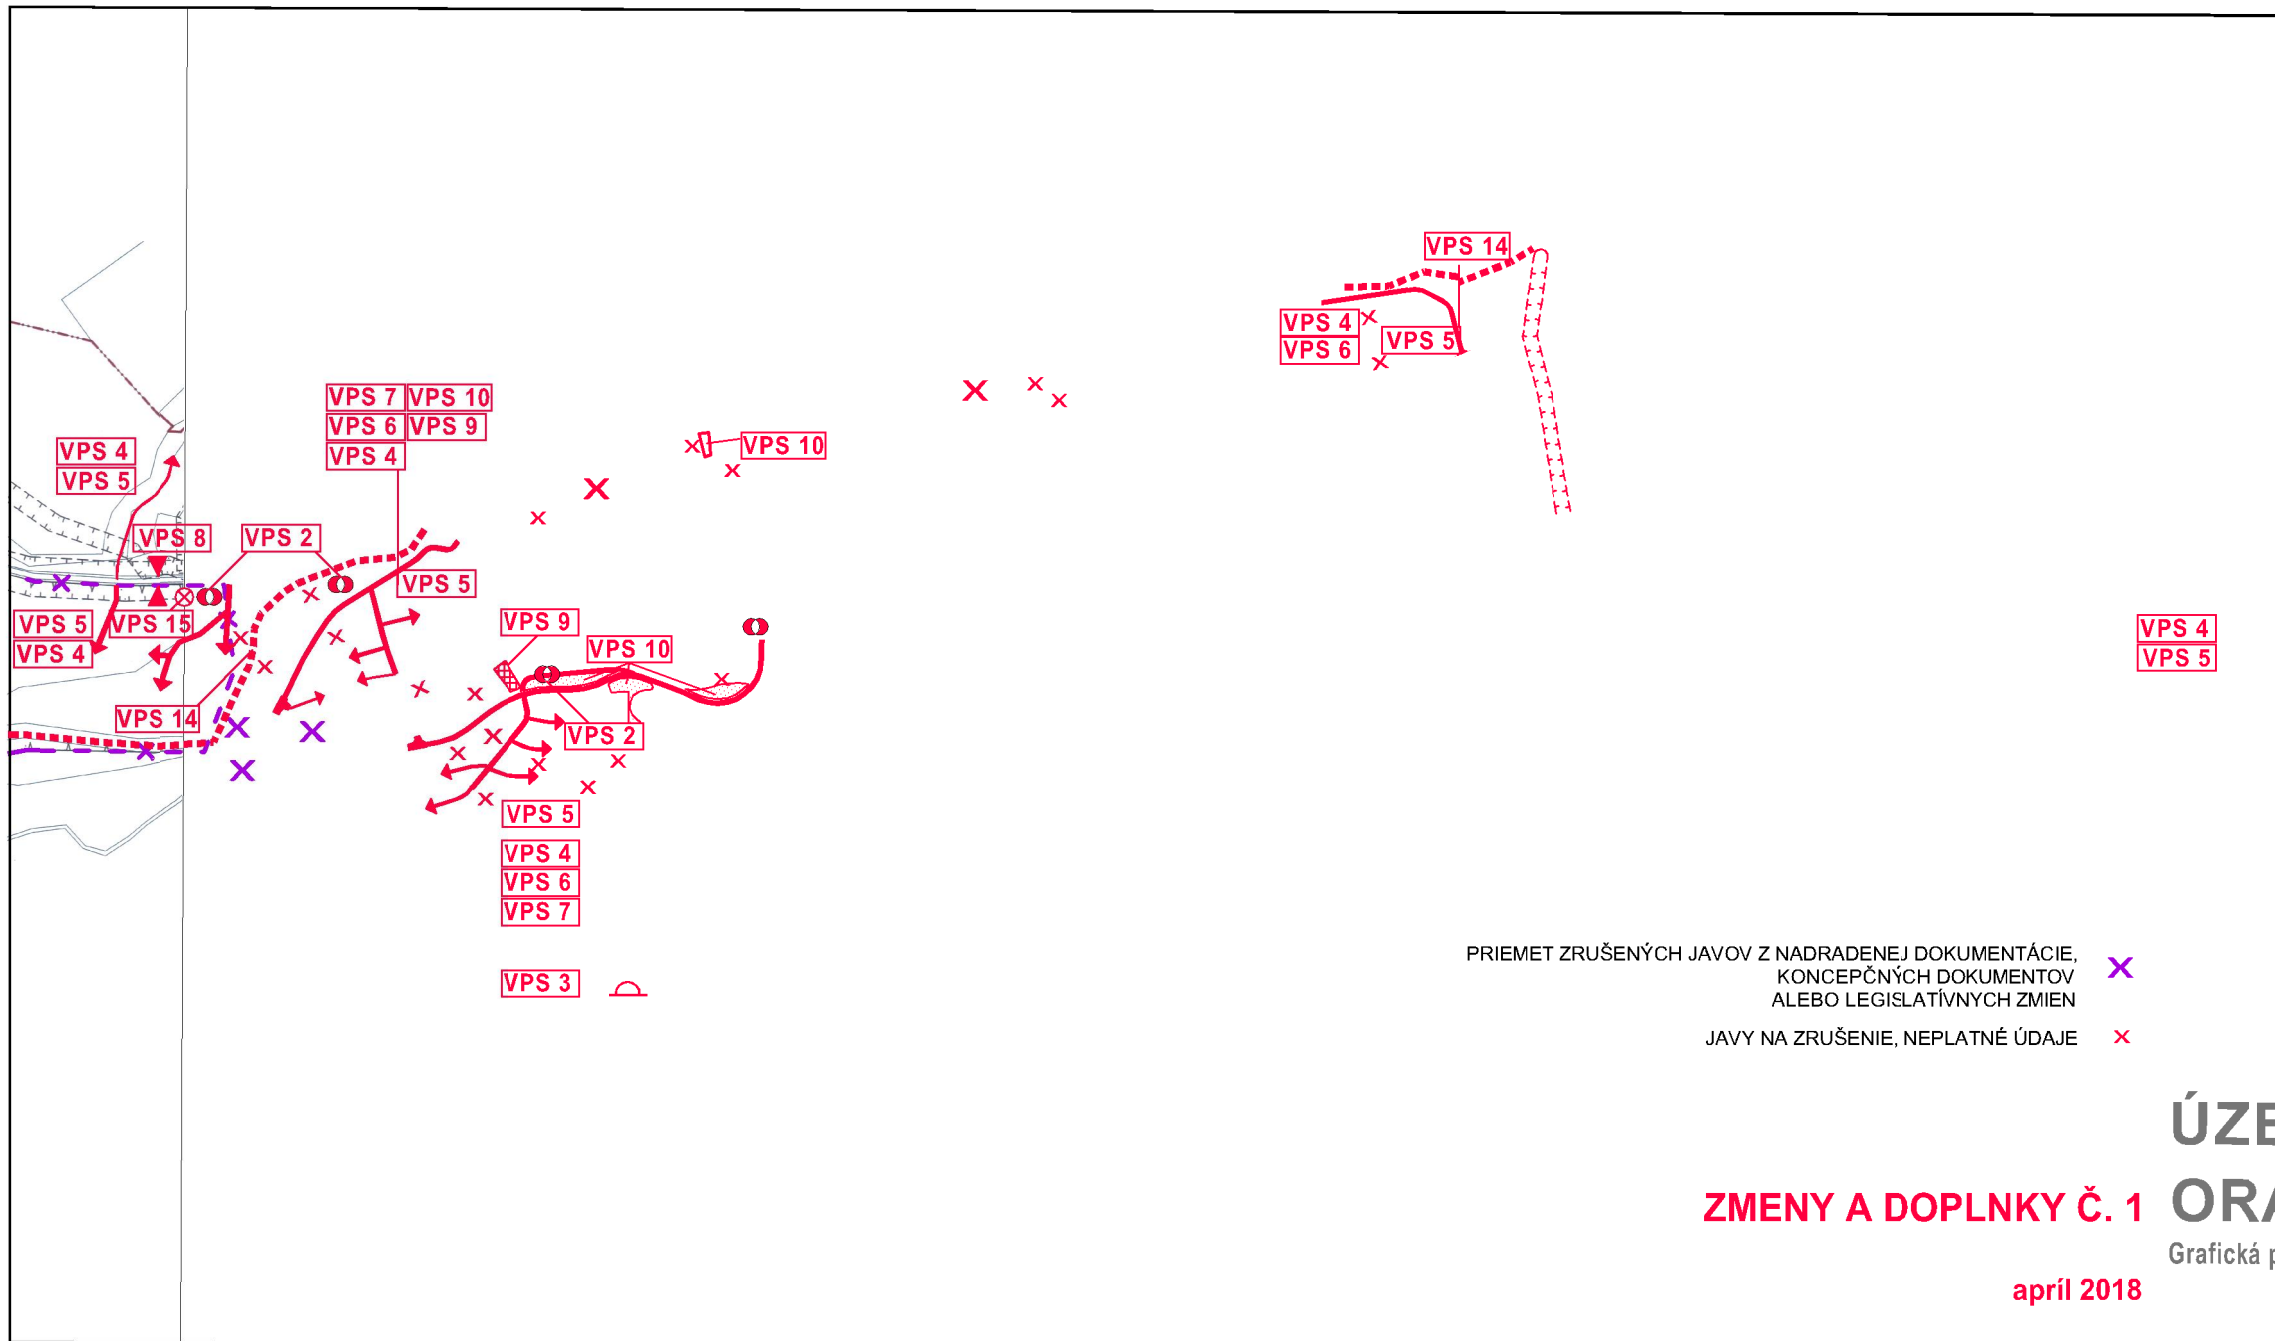 VPS 14
VPS 4
VPS 6
VPS 5
VPS 7 VPS 10
VPS 6 VPS 9
VPS 4
VPS 10
VPS 4
VPS 5
VPS 8
VPS 2
VPS 5
VPS 5
VPS 15
VPS 4
VPS 9
VPS 10
VPS 4
VPS 5
VPS 14
VPS 2
VPS 5
VPS 4
VPS 6
VPS 7
VPS 3
PRIEMET ZRUŠENÝCH JAVOV Z NADRADENEJ DOKUMENTÁCIE,
KONCEPČNÝCH DOKUMENTOV
ALEBO LEGISLATÍVNYCH ZMIEN
JAVY NA ZRUŠENIE, NEPLATNÉ ÚDAJE
ÚZE
ZMENY A DOPLNKY Č. 1
ORA
Grafická p
apríl 2018